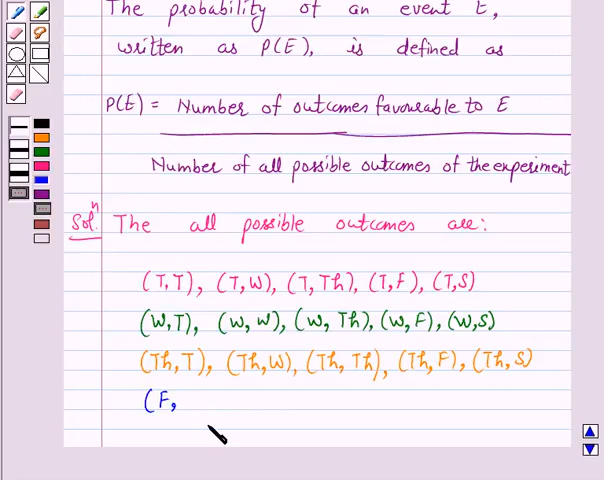 The probability of an event E,
written as P(E), is defined as
P(E) = Number of outcomes favourable to E
Number of all possible outcomes of the experiment
Solⁿ The all possible outcomes are:
(T,T), (T,W), (T,Th), (T,F), (T,S)
(W,T), (W,W), (W,Th), (W,F), (W,S)
(Th,T), (Th,W), (Th,Th), (Th,F), (Th,S)
(F,